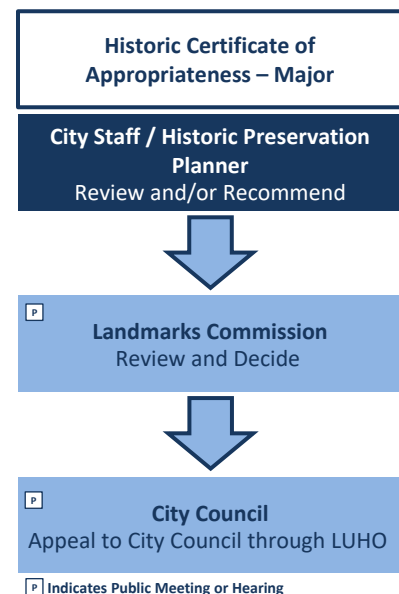 Historic Certificate of
Appropriateness – Major
City Staff / Historic Preservation
Planner
Review and/or Recommend
P
Landmarks Commission
Review and Decide
P
City Council
Appeal to City Council through LUHO
P Indicates Public Meeting or Hearing